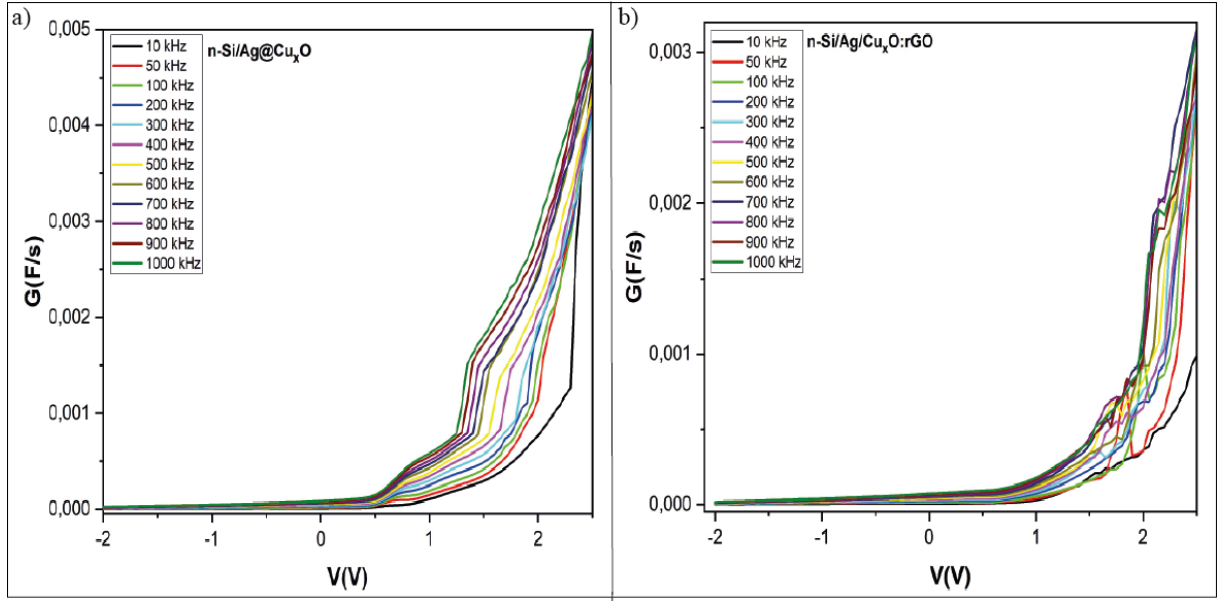 a)
0,005
0,004
0,003
0,002
0,001
0,000
G(F/s)
n-Si/Ag@CuₓO
10 kHz
50 kHz
100 kHz
200 kHz
300 kHz
400 kHz
500 kHz
600 kHz
700 kHz
800 kHz
900 kHz
1000 kHz
-2 -1 0 1 2
V(V)
b)
0,003
0,002
0,001
0,000
G(F/s)
n-Si/Ag/CuₓO:rGO
10 kHz
50 kHz
100 kHz
200 kHz
300 kHz
400 kHz
500 kHz
600 kHz
700 kHz
800 kHz
900 kHz
1000 kHz
-2 -1 0 1 2
V(V)